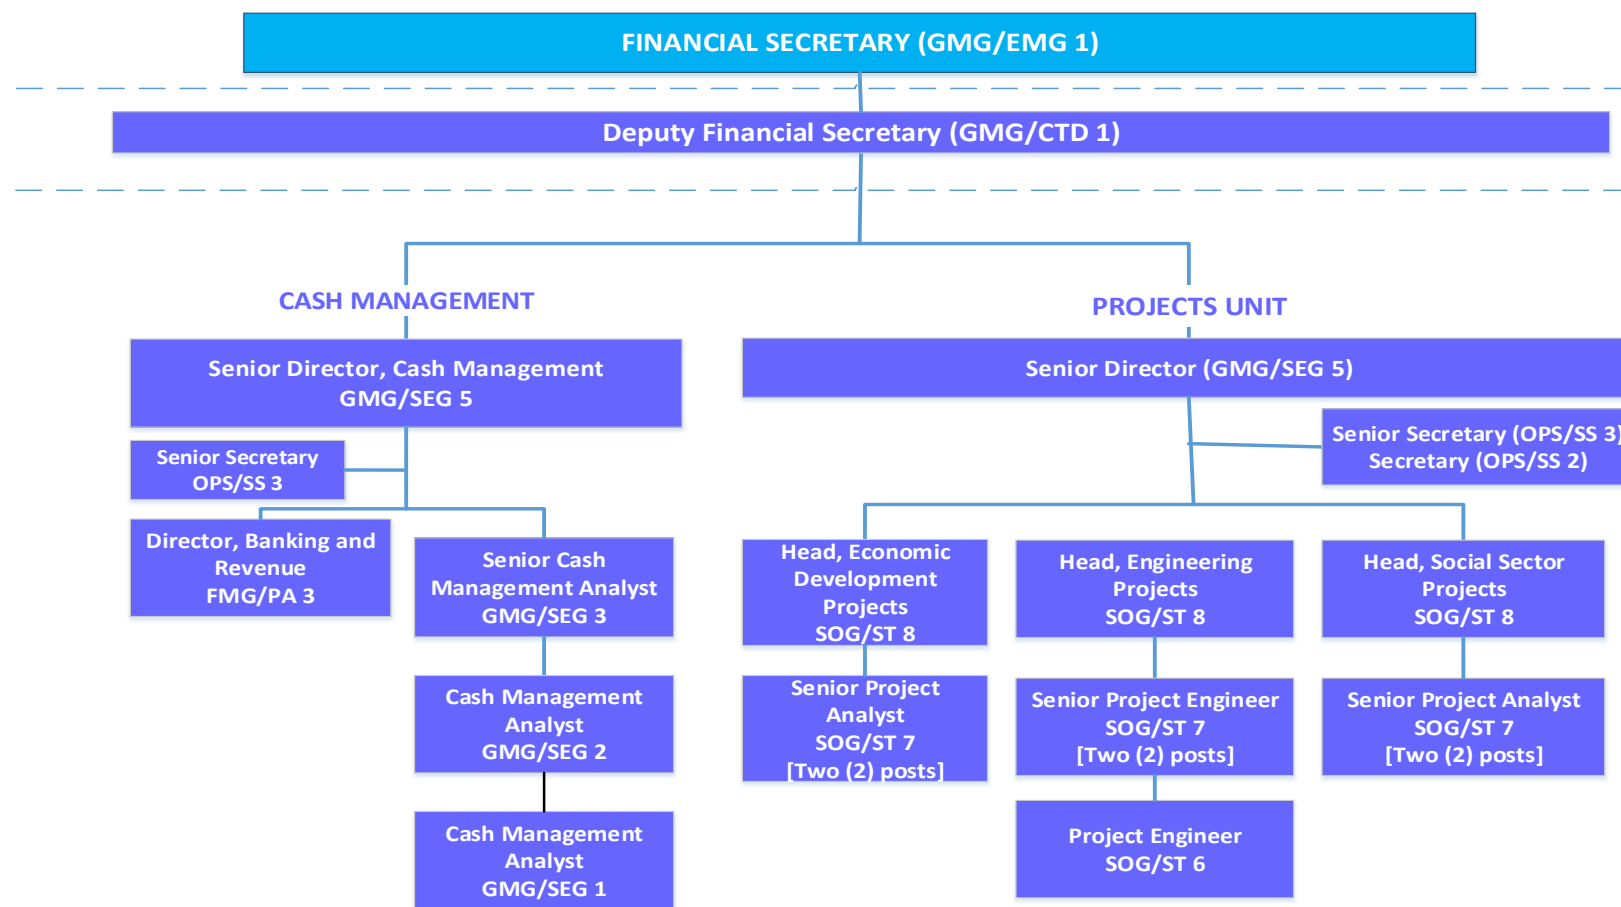 FINANCIAL SECRETARY (GMG/EMG 1)
Deputy Financial Secretary (GMG/CTD 1)
CASH MANAGEMENT
Senior Director, Cash Management
GMG/SEG 5
Senior Secretary
OPS/SS 3
Director, Banking and
Revenue
FMG/PA 3
Senior Cash
Management Analyst
GMG/SEG 3
Cash Management
Analyst
GMG/SEG 2
Cash Management
Analyst
GMG/SEG 1
PROJECTS UNIT
Senior Director (GMG/SEG 5)
Senior Secretary (OPS/SS 3)
Secretary (OPS/SS 2)
Head, Economic
Development
Projects
SOG/ST 8
Senior Project
Analyst
SOG/ST 7
[Two (2) posts]
Head, Engineering
Projects
SOG/ST 8
Senior Project Engineer
SOG/ST 7
[Two (2) posts]
Project Engineer
SOG/ST 6
Head, Social Sector
Projects
SOG/ST 8
Senior Project Analyst
SOG/ST 7
[Two (2) posts]